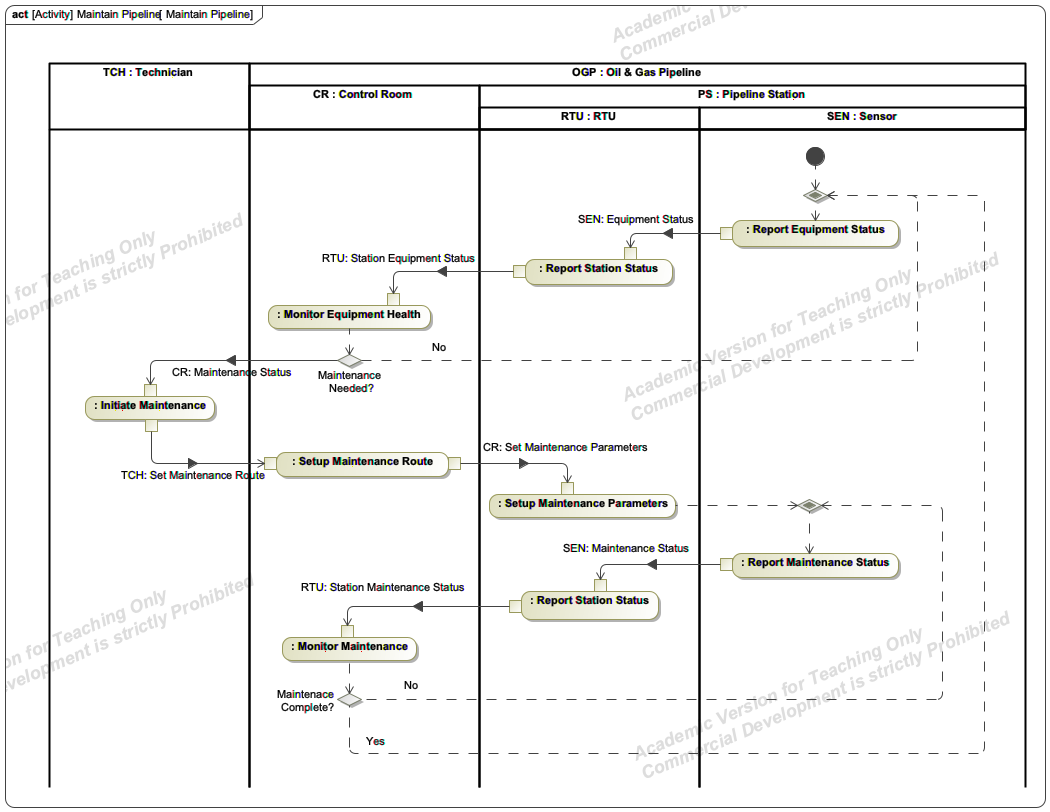 act [Activity] Maintain Pipeline[ Maintain Pipeline]
Academic
Commercial De
TCH : Technician
OGP : Oil & Gas Pipeline
CR : Control Room
PS : Pipeline Station
RTU : RTU
SEN : Sensor
SEN: Equipment Status
: Report Equipment Status
RTU: Station Equipment Status
: Report Station Status
n for Teaching Only
elopment is strictly Prohibited
: Monitor Equipment Health
No
Academic Version for Teaching Only
Commercial Development is strictly Prohibited
CR: Maintenance Status
Maintenance
Needed?
: Initiate Maintenance
CR: Set Maintenance Parameters
: Setup Maintenance Route
TCH: Set Maintenance Route
: Setup Maintenance Parameters
SEN: Maintenance Status
: Report Maintenance Status
RTU: Station Maintenance Status
: Report Station Status
on for Teaching Only
velopment is strictly Prohibited
: Monitor Maintenance
No
Maintenace
Complete?
Yes
Academic Version for Teaching Only
Commercial Development is strictly Prohibited